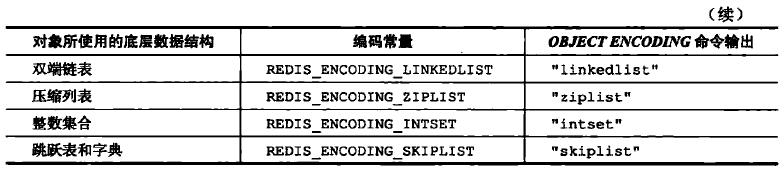 （续）
对象所使用的底层数据结构 编码常量 OBJECT ENCODING 命令输出
双端链表 REDIS_ENCODING_LINKEDLIST "linkedlist"
压缩列表 REDIS_ENCODING_ZIPLIST "ziplist"
整数集合 REDIS_ENCODING_INTSET "intset"
跳跃表和字典 REDIS_ENCODING_SKIPLIST "skiplist"